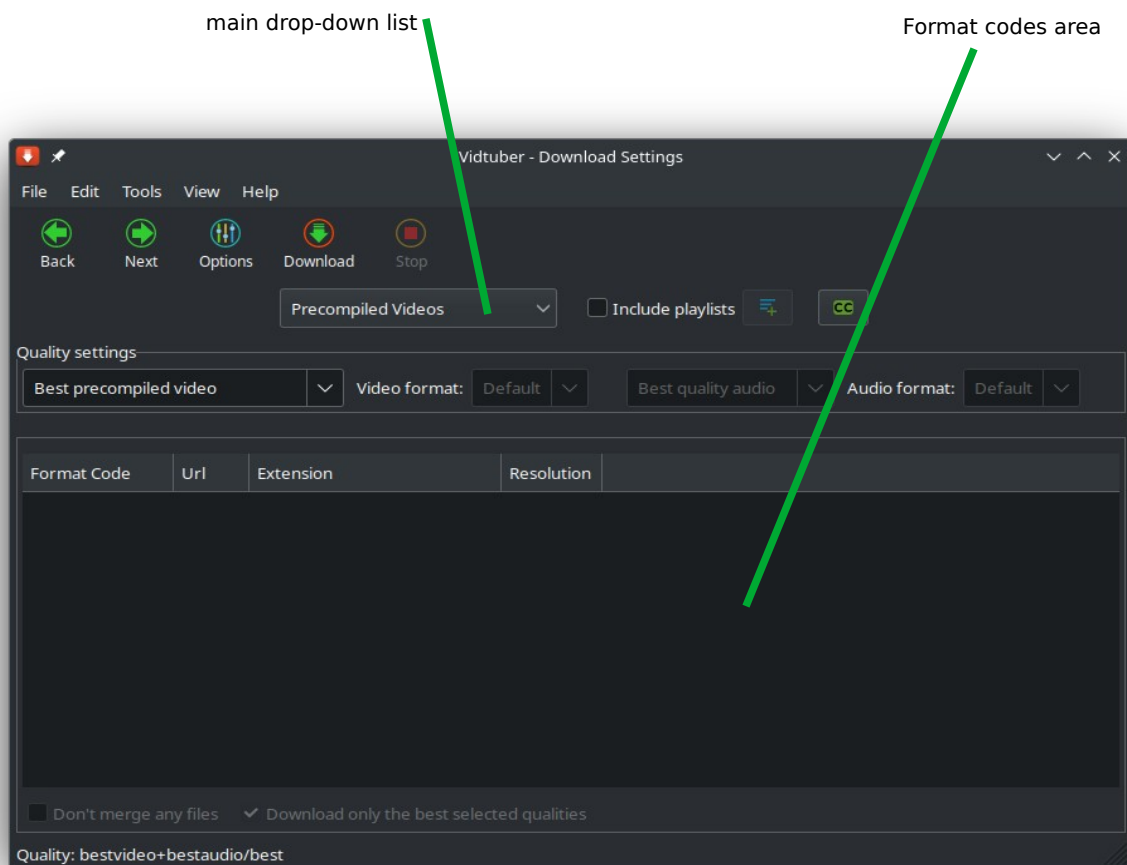 main drop-down list
Format codes area
Vidtuber - Download Settings
File Edit Tools View Help
Back Next Options Download Stop
Precompiled Videos Include playlists CC
Quality settings
Best precompiled video Video format: Default Best quality audio Audio format: Default
Format Code Url Extension Resolution
Don't merge any files Download only the best selected qualities
Quality: bestvideo+bestaudio/best